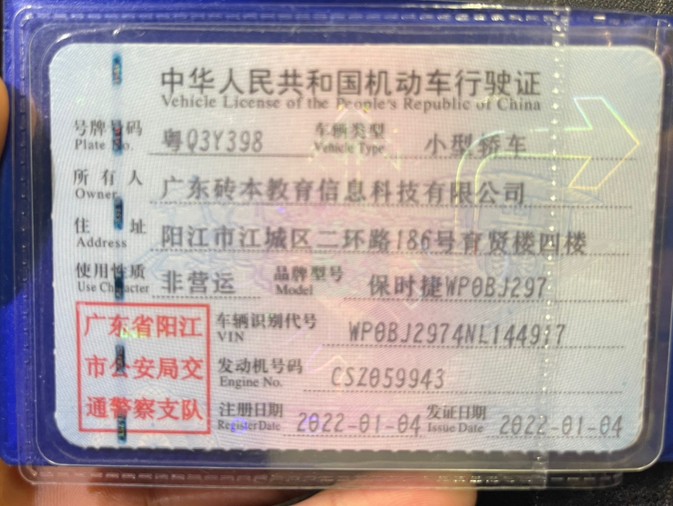 中华人民共和国机动车行驶证
Vehicle License of the People's Republic of China
号牌号码 粤Q3Y398 车辆类型 小型轿车
Plate No. Vehicle Type
所有人 广东砖本教育信息科技有限公司
Owner
住址 阳江市江城区二环路186号育贤楼四楼
Address
使用性质 非营运 品牌型号 保时捷WP0BJ297
Use Character Model
广东省阳江
市公安局交
通警察支队
车辆识别代号 WP0BJ2974NL144917
VIN
发动机号码 CSZ059943
Engine No.
注册日期 2022-01-04 发证日期 2022-01-04
Register Date Issue Date